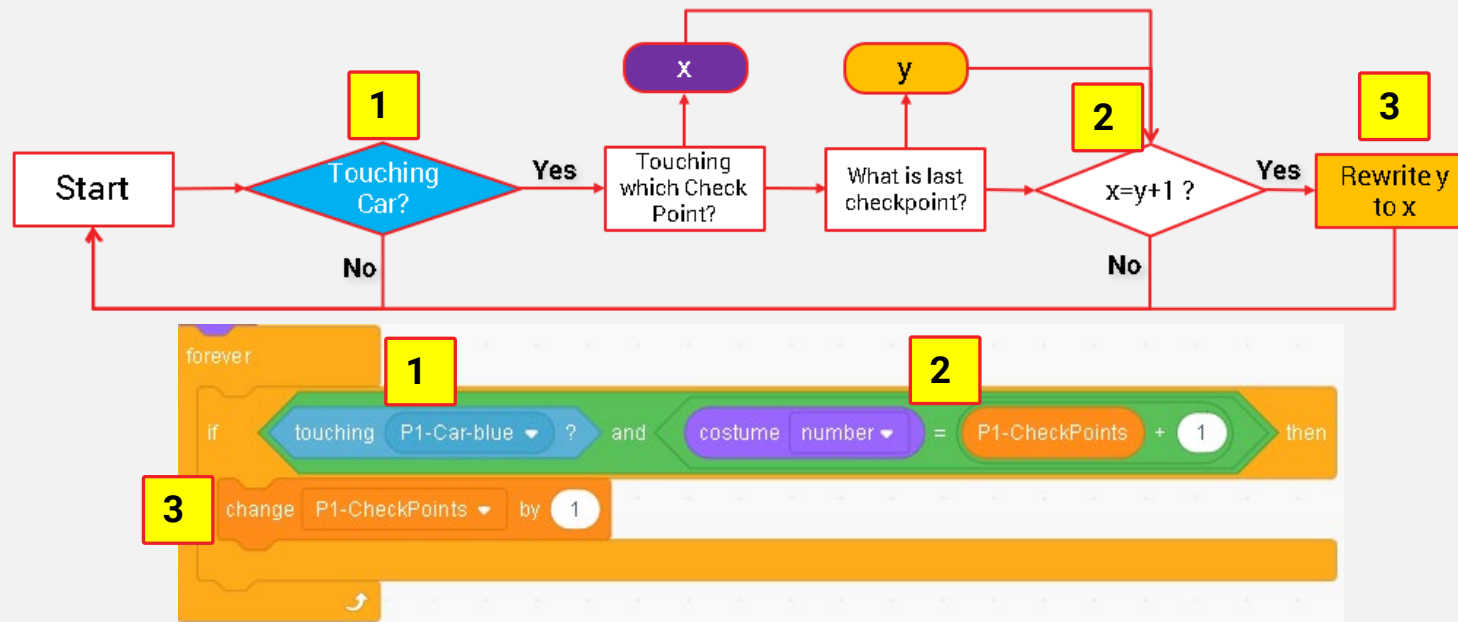 x
y
1
2
3
Start
Touching
Car?
Yes
Touching
which Check
Point?
What is last
checkpoint?
x=y+1 ?
Yes
Rewrite y
to x
No
No
forever
1
2
if touching P1-Car-blue ? and costume number = P1-CheckPoints + 1 then
3
change P1-CheckPoints by 1